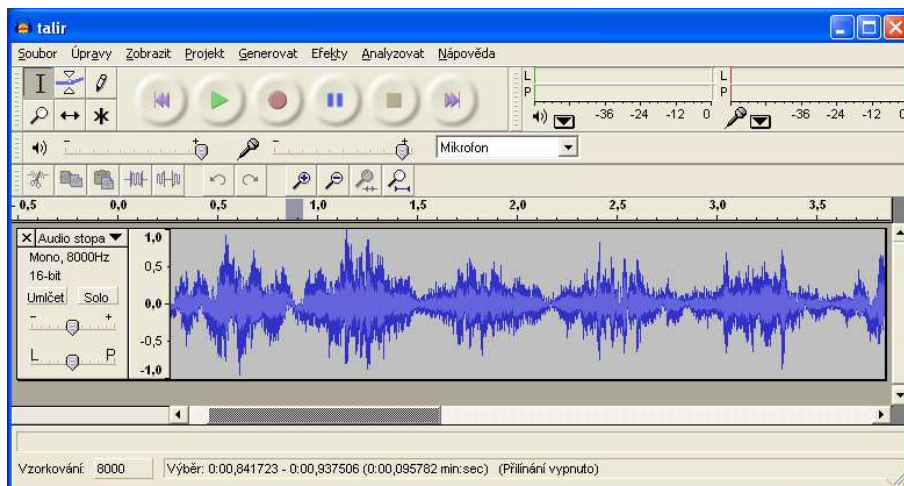 talir
Soubor Úpravy Zobrazit Projekt Generovat Efekty Analyzovat Nápověda
L
P
-36 -24 -12 0
L
P
-36 -24 -12 0
- +
- +
Mikrofon
- 0,5 0,0 0,5 1,0 1,5 2,0 2,5 3,0 3,5
Audio stopa
Mono, 8000Hz
16-bit
Umlčet Solo
- +
L P
1,0
0,5
0,0
-0,5
-1,0
Vzorkování: 8000 Výběr: 0:00,841723 - 0:00,937506 (0:00,095782 min:sec) (Přilínání vypnuto)